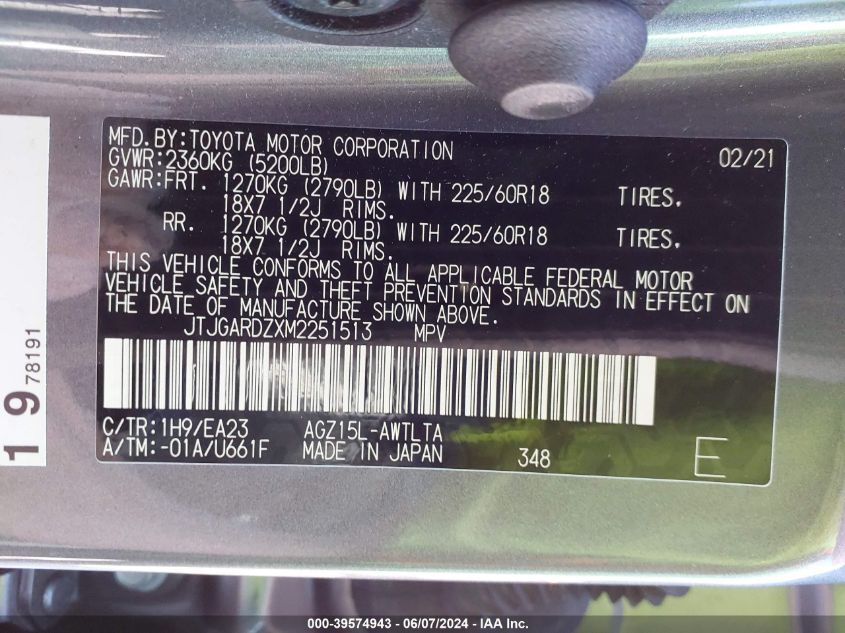 MFD.BY:TOYOTA MOTOR CORPORATION 02/21
GVWR:2360KG (5200LB)
GAWR:FRT. 1270KG (2790LB) WITH 225/60R18 TIRES.
18X7 1/2J RIMS.
RR. 1270KG (2790LB) WITH 225/60R18 TIRES.
18X7 1/2J RIMS.
THIS VEHICLE CONFORMS TO ALL APPLICABLE FEDERAL MOTOR
VEHICLE SAFETY AND THEFT PREVENTION STANDARDS IN EFFECT ON
THE DATE OF MANUFACTURE SHOWN ABOVE.
JTJGARDZXM2251513 MPV
C/TR:1H9/EA23 AGZ15L-AWTLTA
A/TM:-01A/U661F MADE IN JAPAN 348 E
19 78191
000-39574943 - 06/07/2024 - IAA Inc.